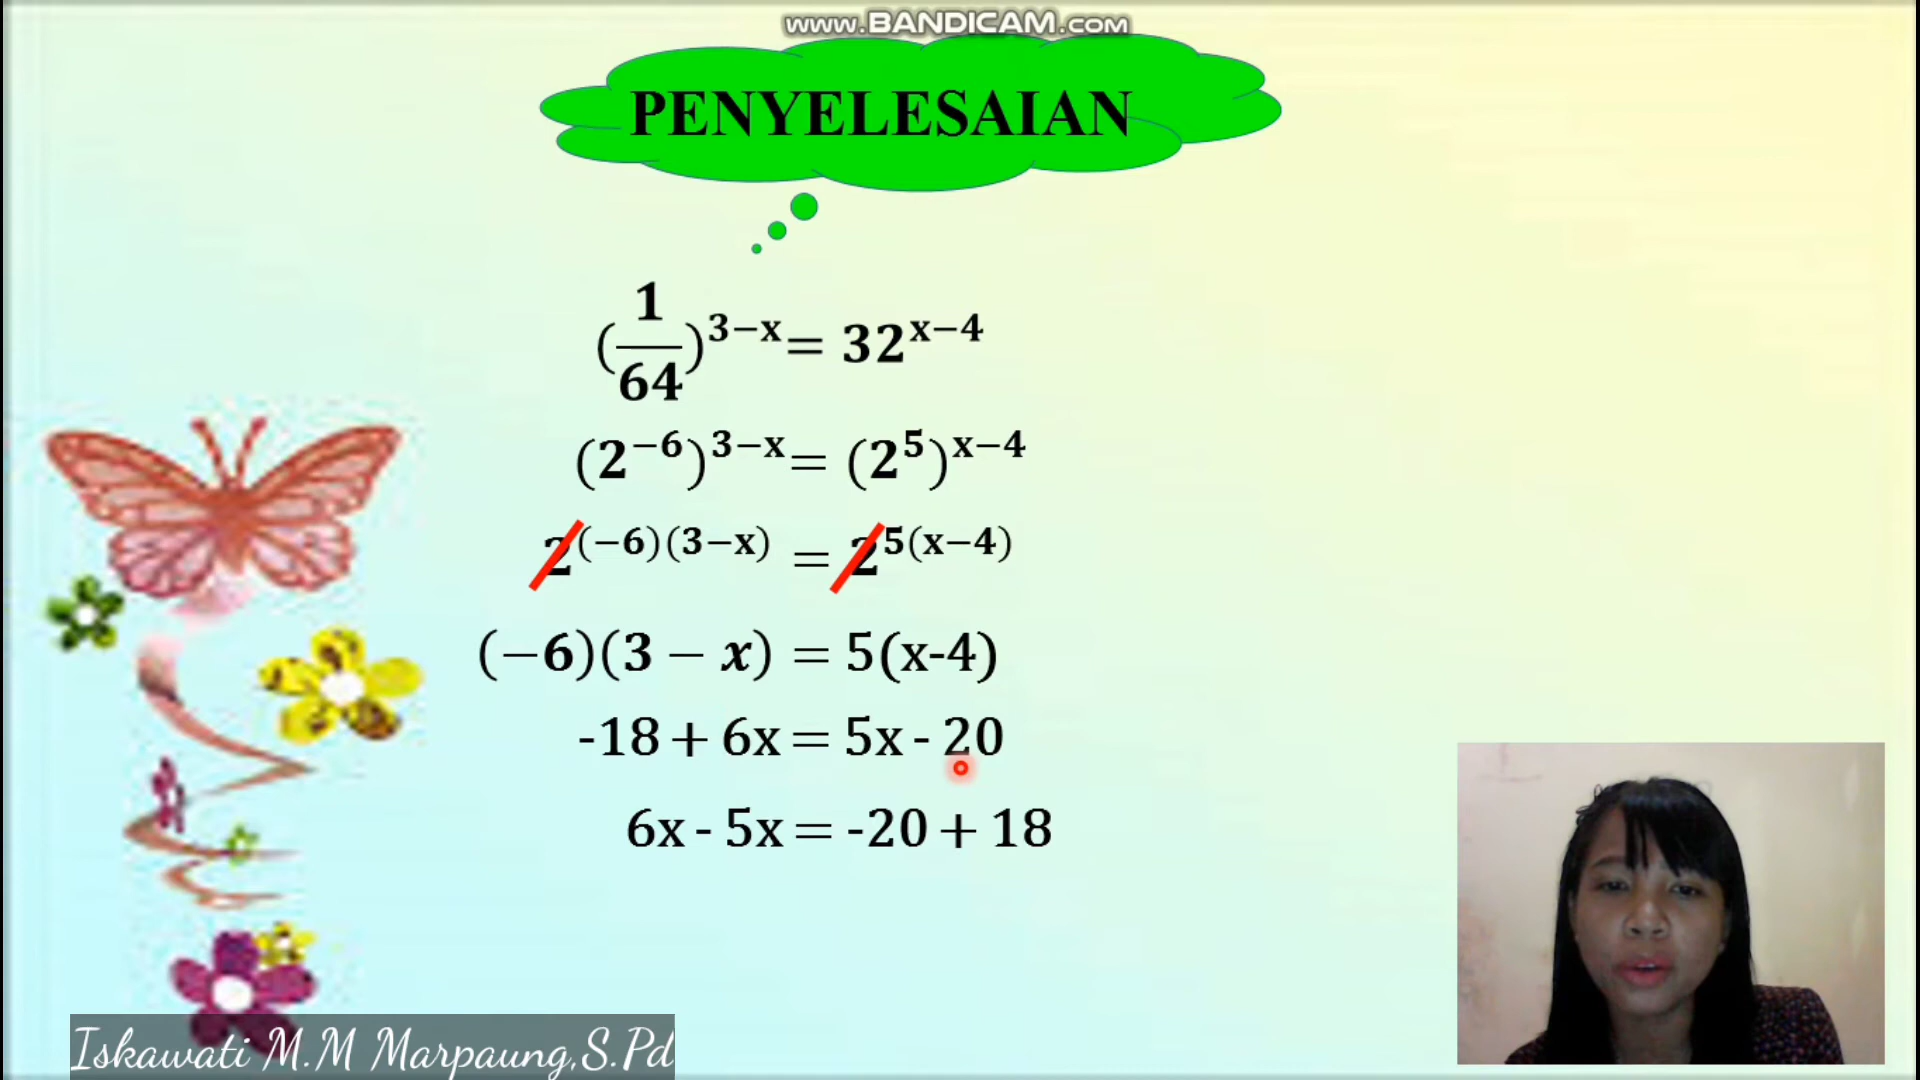 www.BANDICAM.com
PENYELESAIAN
(1/64)^{3−x} = 32^{x−4}
(2^{−6})^{3−x} = (2^5)^{x−4}
2^{(−6)(3−x)} = 2^{5(x−4)}
(−6)(3 − x) = 5(x-4)
-18 + 6x = 5x - 20
6x - 5x = -20 + 18
Iskawati M.M Marpaung,S.Pd